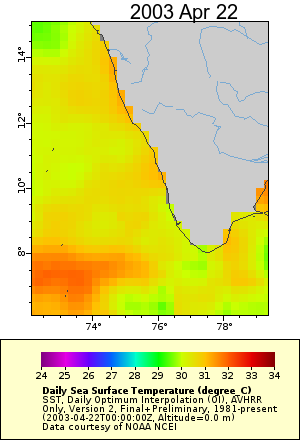 2003 Apr 22
14°
12°
10°
8°
74°
76°
78°
24 25 26 27 28 29 30 31 32 33 34
Daily Sea Surface Temperature (degree_C)
SST, Daily Optimum Interpolation (OI), AVHRR
Only, Version 2, Final+Preliminary, 1981-present
(2003-04-22T00:00:00Z, Altitude=0.0 m)
Data courtesy of NOAA NCEI